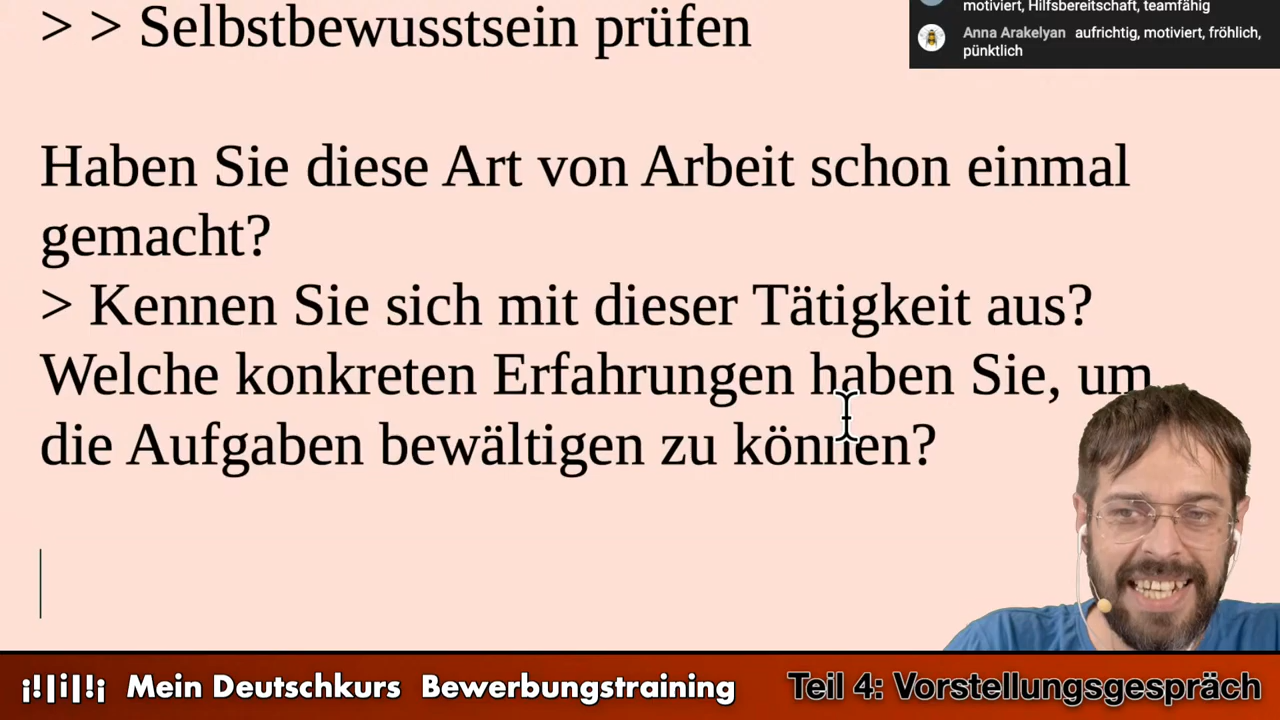 > > Selbstbewusstsein prüfen
motiviert, Hilfsbereitschaft, teamfähig
Anna Arakelyan aufrichtig, motiviert, fröhlich,
pünktlich
Haben Sie diese Art von Arbeit schon einmal
gemacht?
> Kennen Sie sich mit dieser Tätigkeit aus?
Welche konkreten Erfahrungen haben Sie, um
die Aufgaben bewältigen zu können?
¡!|i|!¡ Mein Deutschkurs Bewerbungstraining
Teil 4: Vorstellungsgespräch